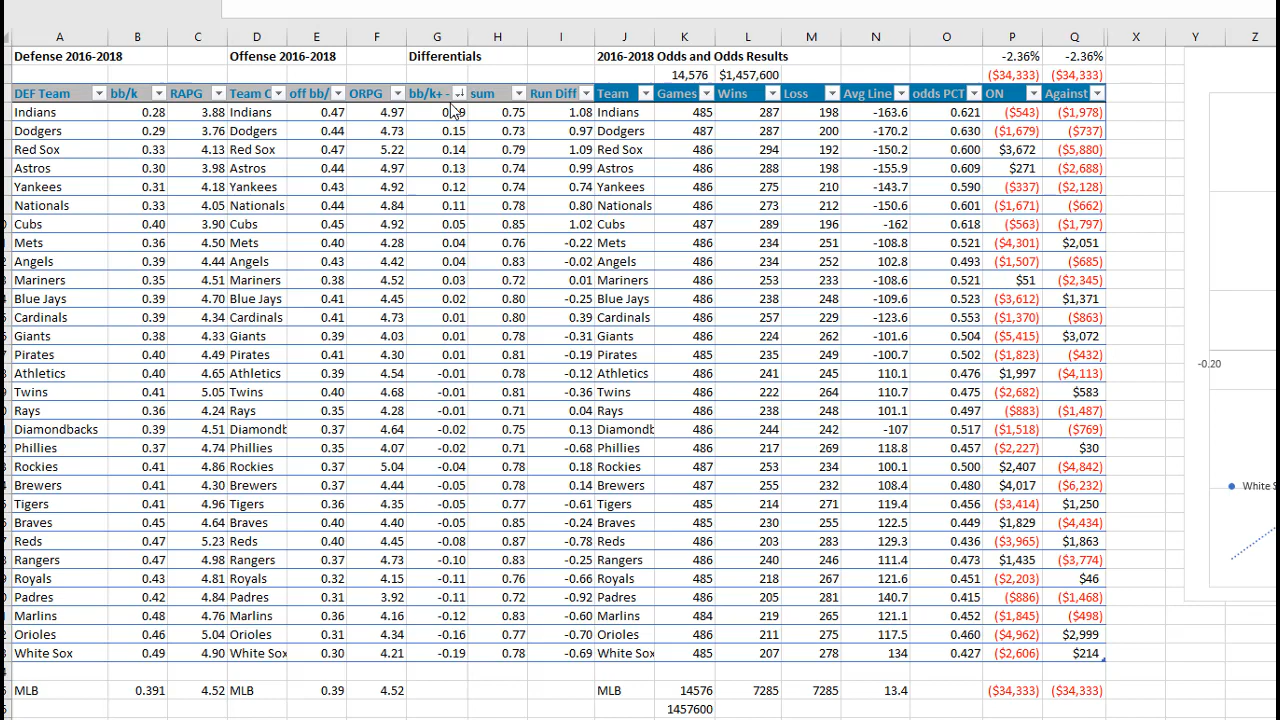 A B C D E F G H I J K L M N O P Q X Y Z
Defense 2016-2018 Offense 2016-2018 Differentials 2016-2018 Odds and Odds Results -2.36% -2.36%
14,576 $1,457,600 ($34,333) ($34,333)
DEF Team bb/k RAPG Team C off bb/ ORPG bb/k+ - sum Run Diff Team Games Wins Loss Avg Line odds PCT ON Against
Indians 0.28 3.88 Indians 0.47 4.97 0.75 1.08 Indians 485 287 198 -163.6 0.621 ($543) ($1,978)
Dodgers 0.29 3.76 Dodgers 0.44 4.73 0.15 0.73 0.97 Dodgers 487 287 200 -170.2 0.630 ($1,679) ($737)
Red Sox 0.33 4.13 Red Sox 0.47 5.22 0.14 0.79 1.09 Red Sox 486 294 192 -150.2 0.600 $3,672 ($5,880)
Astros 0.30 3.98 Astros 0.44 4.97 0.13 0.74 0.99 Astros 486 288 198 -155.9 0.609 $271 ($2,688)
Yankees 0.31 4.18 Yankees 0.43 4.92 0.12 0.74 0.74 Yankees 486 275 210 -143.7 0.590 ($337) ($2,128)
Nationals 0.33 4.05 Nationals 0.44 4.84 0.11 0.78 0.80 Nationals 486 273 212 -150.6 0.601 ($1,671) ($662)
Cubs 0.40 3.90 Cubs 0.45 4.92 0.05 0.85 1.02 Cubs 487 289 196 -162 0.618 ($563) ($1,797)
Mets 0.36 4.50 Mets 0.40 4.28 0.04 0.76 -0.22 Mets 486 234 251 -108.8 0.521 ($4,301) $2,051
Angels 0.39 4.44 Angels 0.43 4.42 0.04 0.83 -0.02 Angels 486 234 252 102.8 0.493 ($1,507) ($685)
Mariners 0.35 4.51 Mariners 0.38 4.52 0.03 0.72 0.01 Mariners 486 253 233 -108.6 0.521 $51 ($2,345)
Blue Jays 0.39 4.70 Blue Jays 0.41 4.45 0.02 0.80 -0.25 Blue Jays 486 238 248 -109.6 0.523 ($3,612) $1,371
Cardinals 0.39 4.34 Cardinals 0.41 4.73 0.01 0.80 0.39 Cardinals 486 257 229 -123.6 0.553 ($1,370) ($863)
Giants 0.38 4.33 Giants 0.39 4.03 0.01 0.78 -0.31 Giants 486 224 262 -101.6 0.504 ($5,415) $3,072
Pirates 0.40 4.49 Pirates 0.41 4.30 0.01 0.81 -0.19 Pirates 485 235 249 -100.7 0.502 ($1,823) ($432)
Athletics 0.40 4.65 Athletics 0.39 4.54 -0.01 0.78 -0.12 Athletics 486 241 245 110.1 0.476 $1,997 ($4,113)
Twins 0.41 5.05 Twins 0.40 4.68 -0.01 0.81 -0.36 Twins 486 222 264 110.7 0.475 ($2,682) $583
Rays 0.36 4.24 Rays 0.35 4.28 -0.01 0.71 0.04 Rays 486 238 248 101.1 0.497 ($883) ($1,487)
Diamondbacks 0.39 4.51 Diamondb 0.37 4.64 -0.02 0.75 0.13 Diamondb 486 244 242 -107 0.517 ($1,518) ($769)
Phillies 0.37 4.74 Phillies 0.35 4.07 -0.02 0.71 -0.68 Phillies 486 217 269 118.8 0.457 ($2,227) $30
Rockies 0.41 4.86 Rockies 0.37 5.04 -0.04 0.78 0.18 Rockies 487 253 234 100.1 0.500 $2,407 ($4,842)
Brewers 0.41 4.30 Brewers 0.37 4.44 -0.05 0.78 0.14 Brewers 487 255 232 108.4 0.480 $4,017 ($6,232)
Tigers 0.41 4.96 Tigers 0.36 4.35 -0.05 0.77 -0.61 Tigers 485 214 271 119.4 0.456 ($3,414) $1,250
Braves 0.45 4.64 Braves 0.40 4.40 -0.05 0.85 -0.24 Braves 485 230 255 122.5 0.449 $1,829 ($4,434)
Reds 0.47 5.23 Reds 0.40 4.45 -0.08 0.87 -0.78 Reds 486 203 283 129.3 0.436 ($3,965) $1,863
Rangers 0.47 4.98 Rangers 0.37 4.73 -0.10 0.83 -0.25 Rangers 486 240 246 111.4 0.473 $1,435 ($3,774)
Royals 0.43 4.81 Royals 0.32 4.15 -0.11 0.76 -0.66 Royals 485 218 267 121.6 0.451 ($2,203) $46
Padres 0.42 4.84 Padres 0.31 3.92 -0.11 0.72 -0.92 Padres 486 205 281 140.7 0.415 ($886) ($1,468)
Marlins 0.48 4.76 Marlins 0.36 4.16 -0.12 0.83 -0.60 Marlins 484 219 265 121.1 0.452 ($1,845) ($498)
Orioles 0.46 5.04 Orioles 0.31 4.34 -0.16 0.77 -0.70 Orioles 486 211 275 117.5 0.460 ($4,962) $2,999
White Sox 0.49 4.90 White Sox 0.30 4.21 -0.19 0.78 -0.69 White Sox 485 207 278 134 0.427 ($2,606) $214
MLB 0.391 4.52 MLB 0.39 4.52 MLB 14576 7285 7285 13.4 ($34,333) ($34,333)
1457600
-0.20
White S